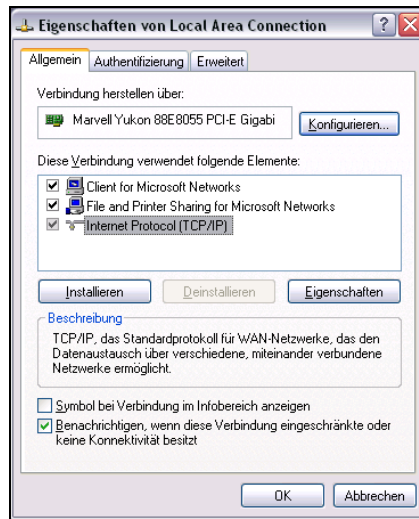 Eigenschaften von Local Area Connection
Allgemein Authentifizierung Erweitert
Verbindung herstellen über:
Marvell Yukon 88E8055 PCI-E Gigabi
Konfigurieren...
Diese Verbindung verwendet folgende Elemente:
Client for Microsoft Networks
File and Printer Sharing for Microsoft Networks
Internet Protocol (TCP/IP)
Installieren Deinstallieren Eigenschaften
Beschreibung
TCP/IP, das Standardprotokoll für WAN-Netzwerke, das den
Datenaustausch über verschiedene, miteinander verbundene
Netzwerke ermöglicht.
Symbol bei Verbindung im Infobereich anzeigen
Benachrichtigen, wenn diese Verbindung eingeschränkte oder
keine Konnektivität besitzt
OK Abbrechen